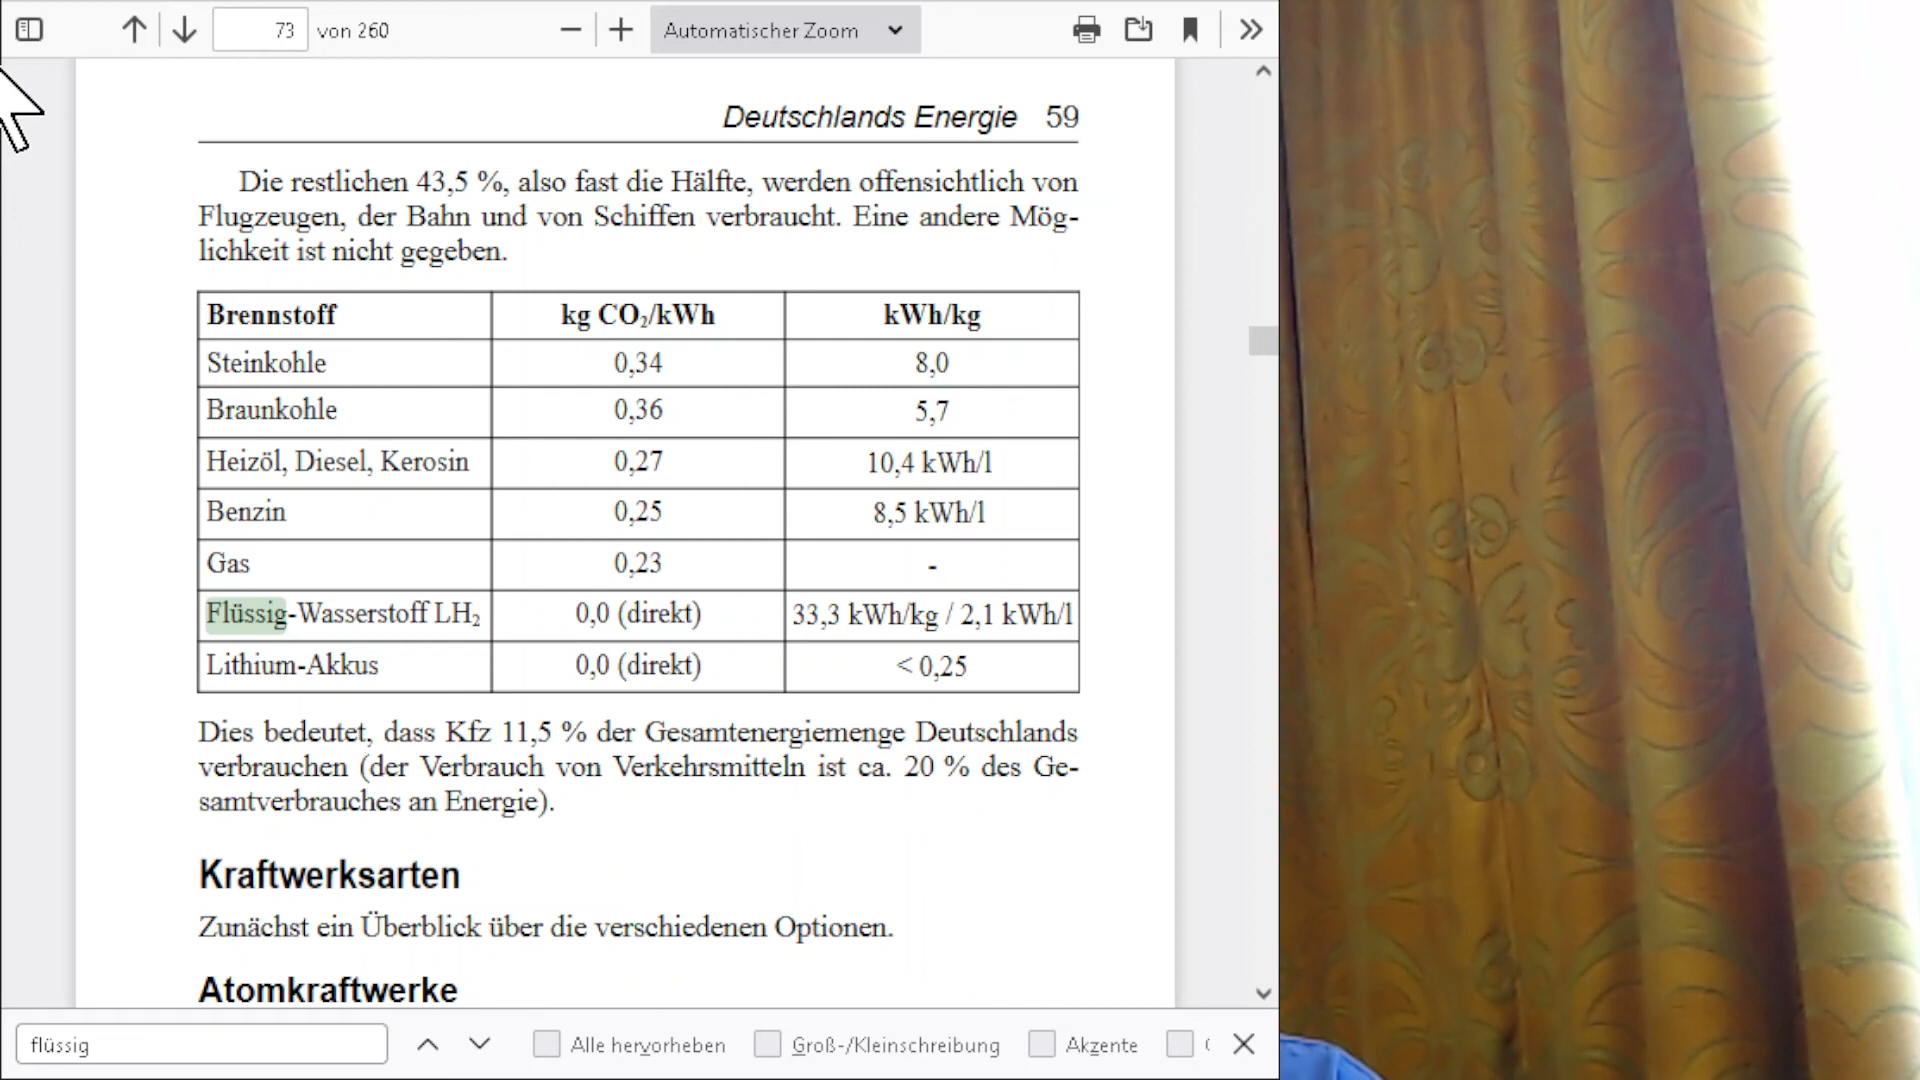 73 von 260
Automatischer Zoom
Deutschlands Energie 59
Die restlichen 43,5 %, also fast die Hälfte, werden offensichtlich von
Flugzeugen, der Bahn und von Schiffen verbraucht. Eine andere Mög-
lichkeit ist nicht gegeben.
Brennstoff kg CO₂/kWh kWh/kg
Steinkohle 0,34 8,0
Braunkohle 0,36 5,7
Heizöl, Diesel, Kerosin 0,27 10,4 kWh/l
Benzin 0,25 8,5 kWh/l
Gas 0,23 -
Flüssig-Wasserstoff LH₂ 0,0 (direkt) 33,3 kWh/kg / 2,1 kWh/l
Lithium-Akkus 0,0 (direkt) < 0,25
Dies bedeutet, dass Kfz 11,5 % der Gesamtenergiemenge Deutschlands
verbrauchen (der Verbrauch von Verkehrsmitteln ist ca. 20 % des Ge-
samtverbrauches an Energie).
Kraftwerksarten
Zunächst ein Überblick über die verschiedenen Optionen.
Atomkraftwerke
flüssig Alle hervorheben Groß-/Kleinschreibung Akzente